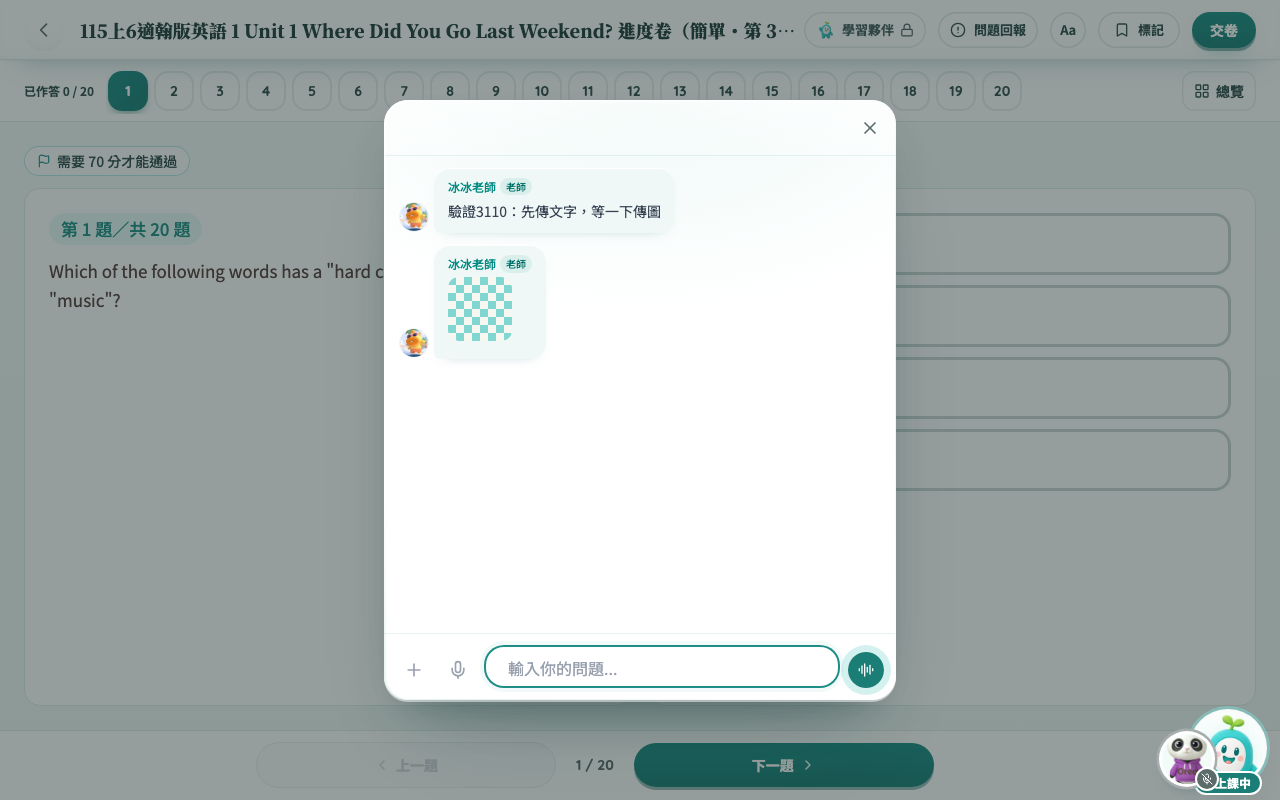 115上6適翰版英語 1 Unit 1 Where Did You Go Last Weekend? 進度卷（簡單・第 3⋯
學習夥伴
問題回報
Aa
標記
交卷
已作答 0 / 20
1 2 3 4 5 6 7 8 9 10 11 12 13 14 15 16 17 18 19 20
總覽
需要 70 分才能通過
第 1 題／共 20 題
Which of the following words has a "hard c
"music"?
冰冰老師 老師
驗證3110：先傳文字，等一下傳圖
冰冰老師 老師
輸入你的問題...
上一題
1 / 20
下一題
上課中